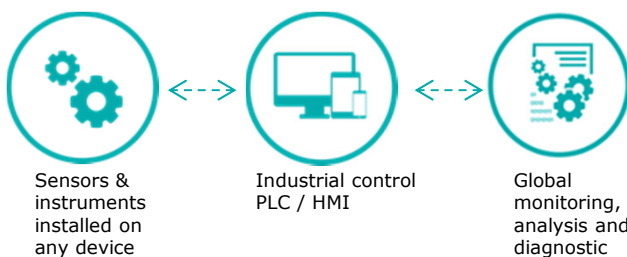 Sensors &
instruments
installed on
any device
Industrial control
PLC / HMI
Global
monitoring,
analysis and
diagnostic